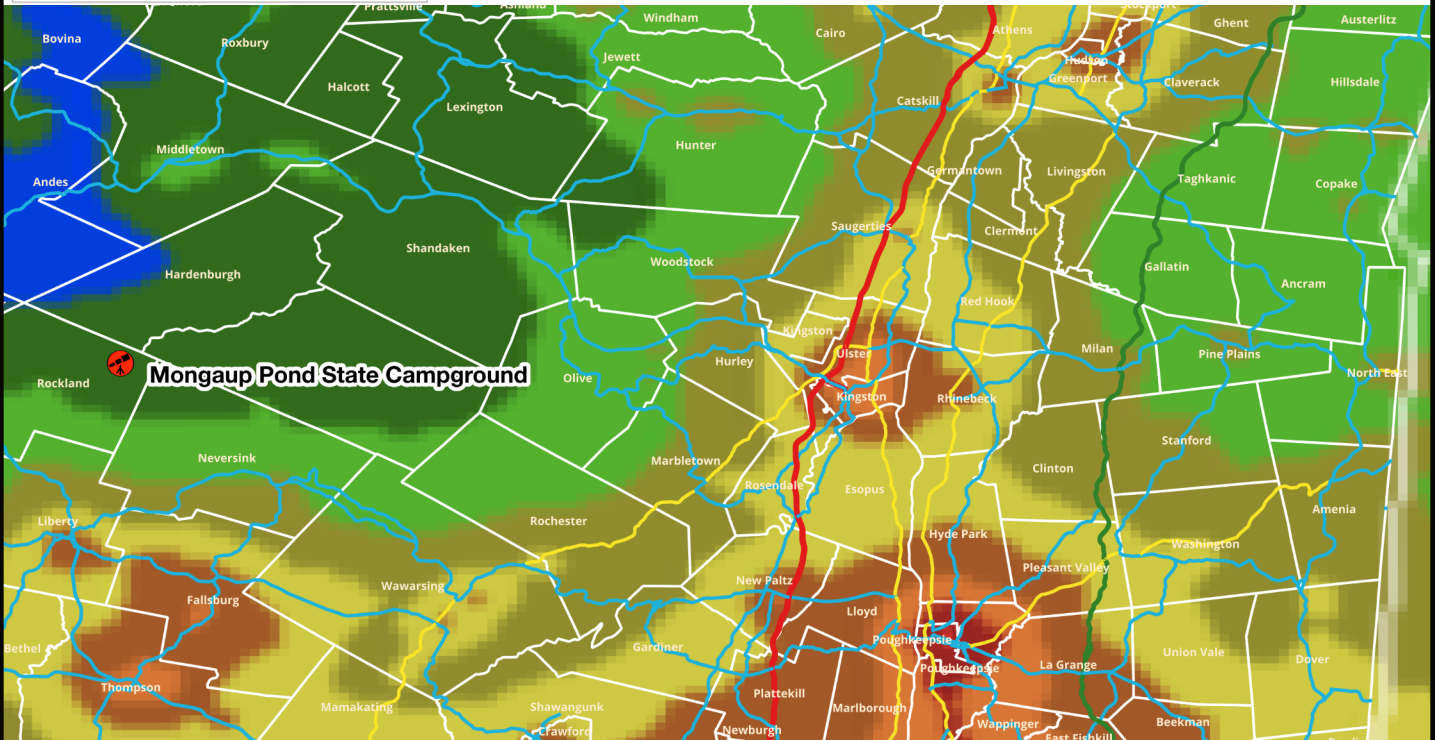 Prattsville
Ashland
Stockport
Windham
Austerlitz
Ghent
Bovina
Cairo
Athens
Roxbury
Jewett
Hudson
Greenport
Claverack
Hillsdale
Halcott
Lexington
Catskill
Middletown
Hunter
Germantown
Livingston
Andes
Taghkanic
Copake
Saugerties
Clermont
Shandaken
Woodstock
Hardenburgh
Gallatin
Ancram
Red Hook
Kingston
Ulster
Milan
Pine Plains
Hurley
North East
Mongaup Pond State Campground
Rockland
Olive
Kingston
Rhinebeck
Stanford
Neversink
Marbletown
Clinton
Rosendale
Esopus
Liberty
Rochester
Amenia
Hyde Park
Washington
Pleasant Valley
New Paltz
Wawarsing
Fallsburg
Lloyd
Poughkeepsie
Bethel
Gardiner
Union Vale
Dover
Poughkeepsie
La Grange
Thompson
Plattekill
Mamakating
Shawangunk
Marlborough
Wappinger
Beekman
Crawford
Newburgh
East Fishkill